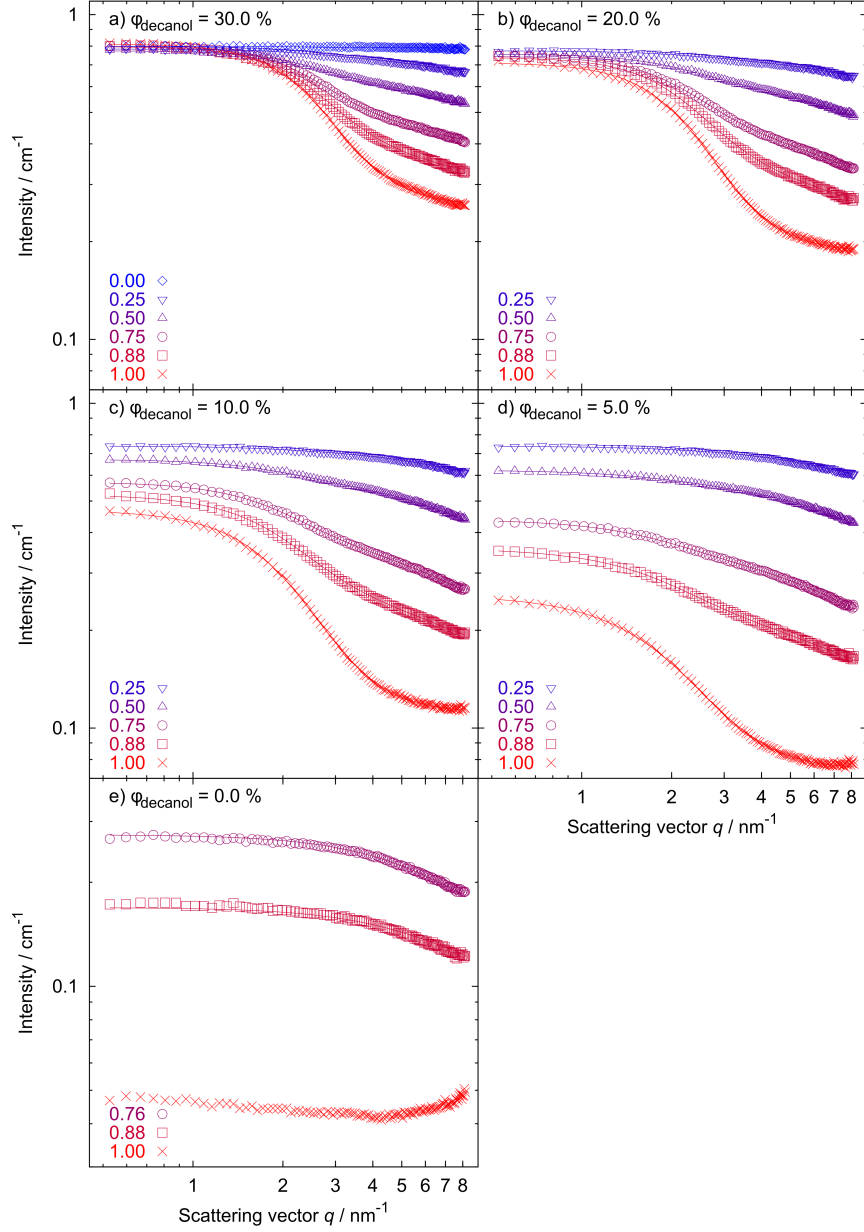 a) φdecanol = 30.0 %
b) φdecanol = 20.0 %
1
Intensity / cm-1
0.1
0.00
0.25
0.50
0.75
0.88
1.00
0.25
0.50
0.75
0.88
1.00
c) φdecanol = 10.0 %
d) φdecanol = 5.0 %
1
Intensity / cm-1
0.1
0.25
0.50
0.75
0.88
1.00
0.25
0.50
0.75
0.88
1.00
1 2 3 4 5 6 7 8
Scattering vector q / nm-1
e) φdecanol = 0.0 %
Intensity / cm-1
0.1
0.76
0.88
1.00
1 2 3 4 5 6 7 8
Scattering vector q / nm-1